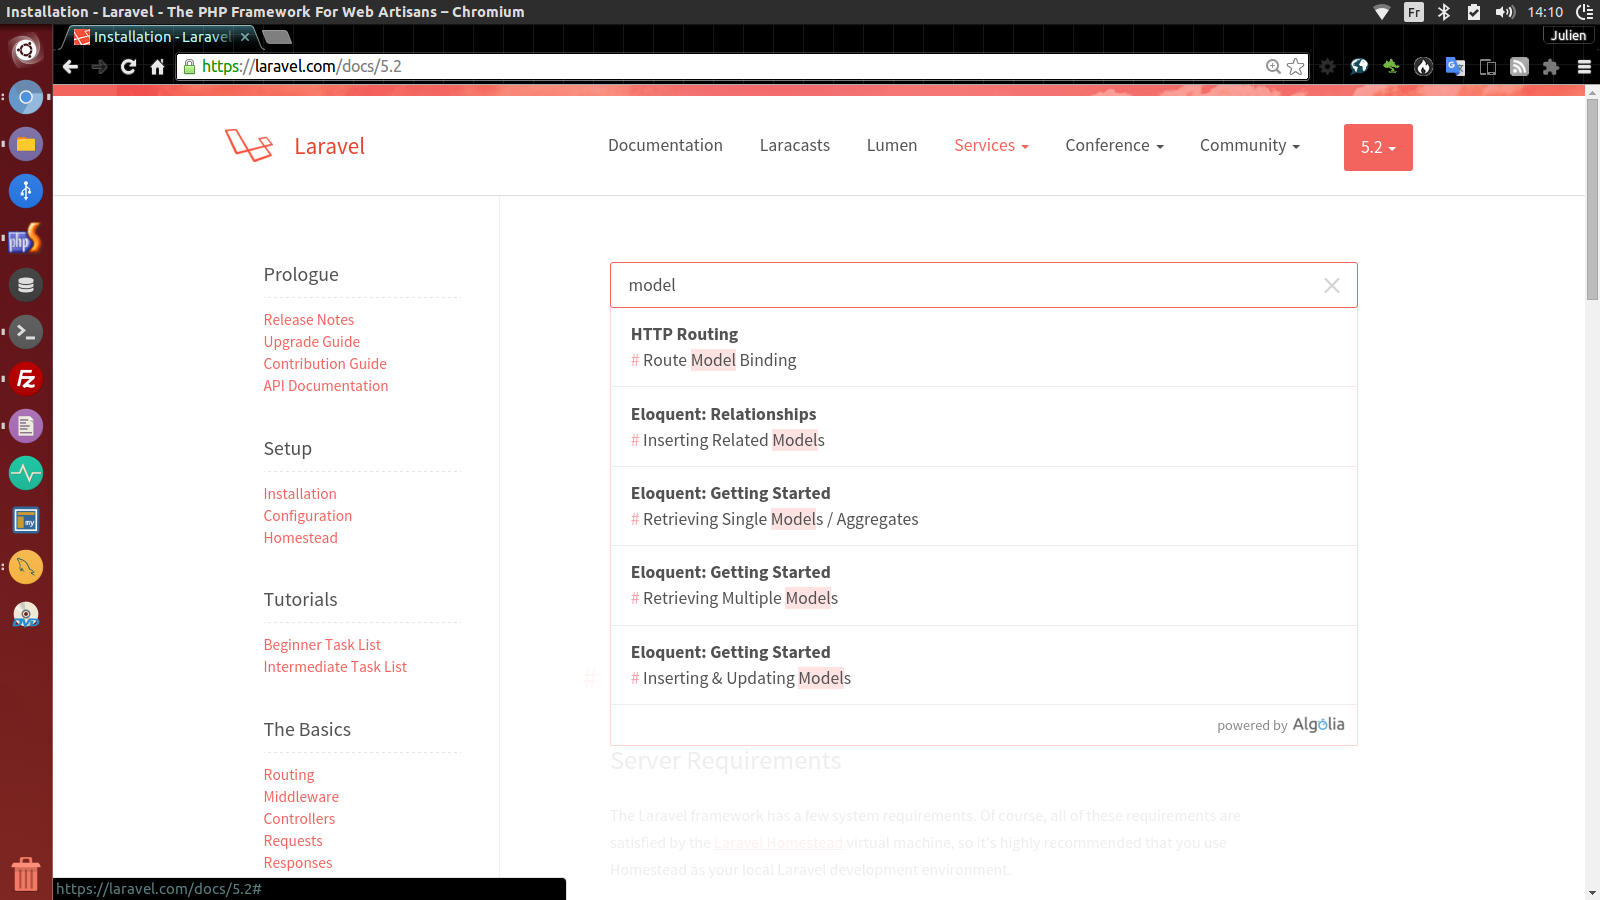 Installation - Laravel - The PHP Framework For Web Artisans – Chromium
Fr
14:10
Installation - Laravel
Julien
https://laravel.com/docs/5.2
Laravel
Documentation
Laracasts
Lumen
Services
Conference
Community
5.2
Prologue
Release Notes
Upgrade Guide
Contribution Guide
API Documentation
Setup
Installation
Configuration
Homestead
Tutorials
Beginner Task List
Intermediate Task List
The Basics
Routing
Middleware
Controllers
Requests
Responses
model
HTTP Routing
# Route Model Binding
Eloquent: Relationships
# Inserting Related Models
Eloquent: Getting Started
# Retrieving Single Models / Aggregates
Eloquent: Getting Started
# Retrieving Multiple Models
Eloquent: Getting Started
# Inserting & Updating Models
#
powered by Algolia
Server Requirements
The Laravel framework has a few system requirements. Of course, all of these requirements are
satisfied by the Laravel Homestead virtual machine, so it's highly recommended that you use
Homestead as your local Laravel development environment.
https://laravel.com/docs/5.2#
php
Fz
my
DVD